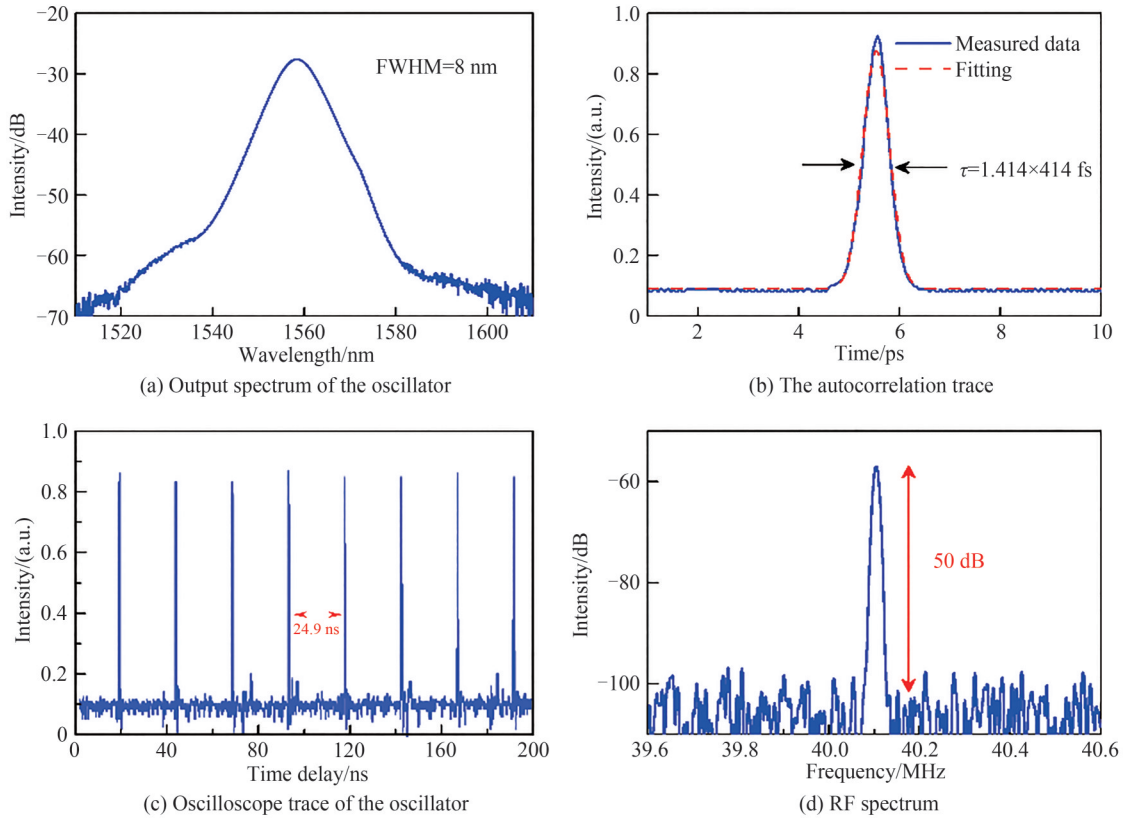 −20
−30
−40
−50
−60
−70
Intensity/dB
FWHM=8 nm
1520 1540 1560 1580 1600
Wavelength/nm
(a) Output spectrum of the oscillator
1.0
0.8
0.6
0.4
0.2
0
Intensity/(a.u.)
Measured data
Fitting
τ=1.414×414 fs
2 4 6 8 10
Time/ps
(b) The autocorrelation trace
1.0
0.8
0.6
0.4
0.2
0
Intensity/(a.u.)
24.9 ns
0 40 80 120 160 200
Time delay/ns
(c) Oscilloscope trace of the oscillator
−60
−80
−100
Intensity/dB
50 dB
39.6 39.8 40.0 40.2 40.4 40.6
Frequency/MHz
(d) RF spectrum